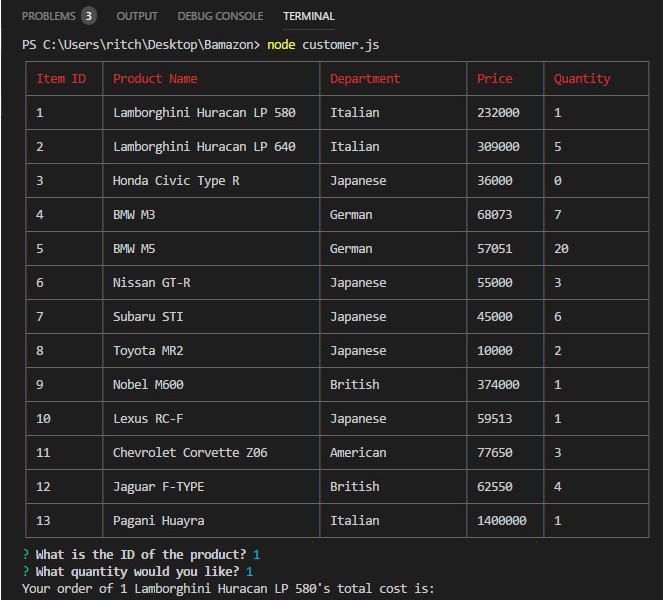 PROBLEMS 3 OUTPUT DEBUG CONSOLE TERMINAL
PS C:\Users\ritch\Desktop\Bamazon> node customer.js
Item ID Product Name Department Price Quantity
1 Lamborghini Huracan LP 580 Italian 232000 1
2 Lamborghini Huracan LP 640 Italian 309000 5
3 Honda Civic Type R Japanese 36000 0
4 BMW M3 German 68073 7
5 BMW M5 German 57051 20
6 Nissan GT-R Japanese 55000 3
7 Subaru STI Japanese 45000 6
8 Toyota MR2 Japanese 10000 2
9 Nobel M600 British 374000 1
10 Lexus RC-F Japanese 59513 1
11 Chevrolet Corvette Z06 American 77650 3
12 Jaguar F-TYPE British 62550 4
13 Pagani Huayra Italian 1400000 1
? What is the ID of the product? 1
? What quantity would you like? 1
Your order of 1 Lamborghini Huracan LP 580's total cost is: